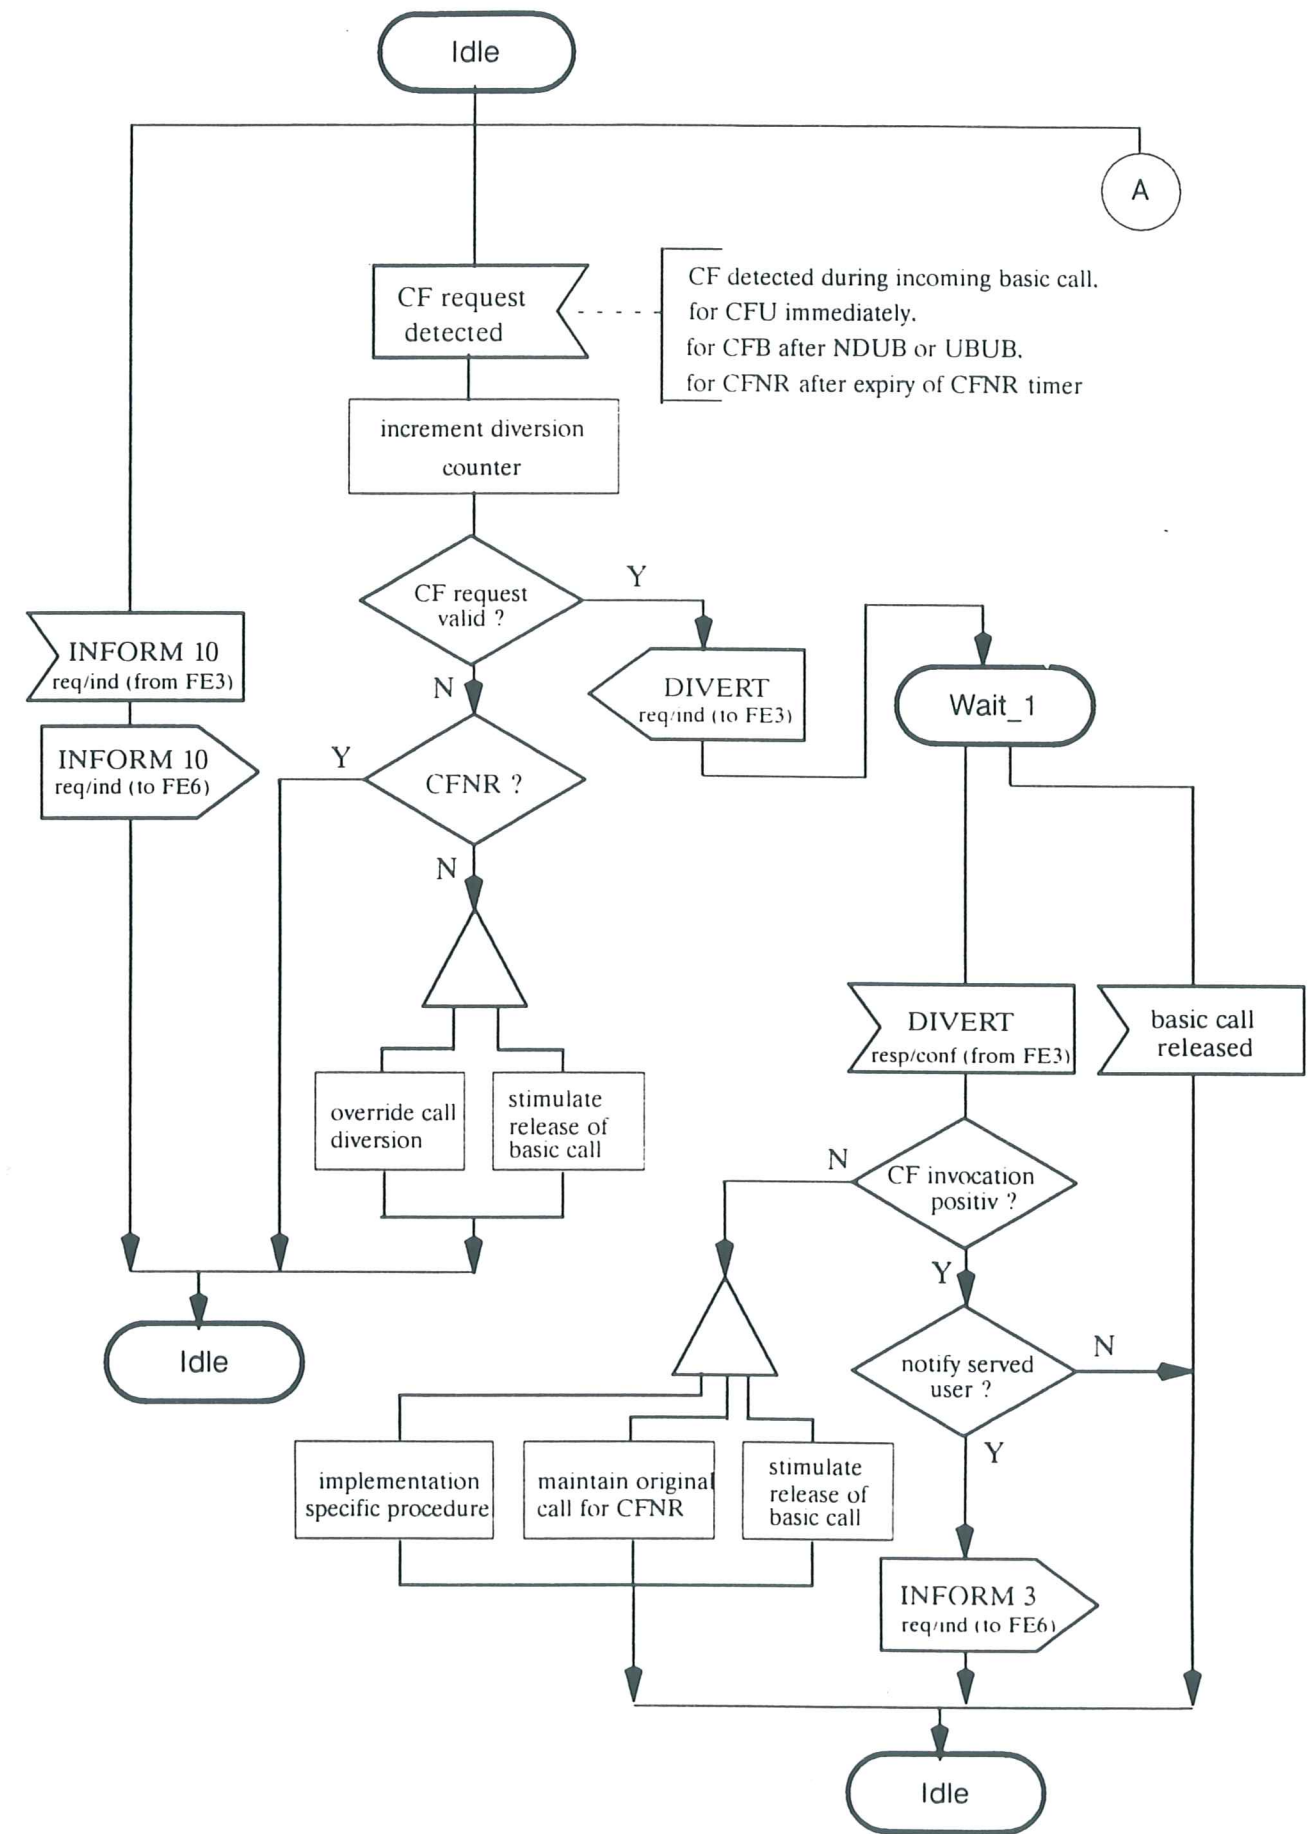 Idle
A
CF request
detected
CF detected during incoming basic call.
for CFU immediately.
for CFB after NDUB or UBUB.
for CFNR after expiry of CFNR timer
increment diversion
counter
CF request
valid ?
Y
N
INFORM 10
req/ind (from FE3)
INFORM 10
req/ind (to FE6)
DIVERT
req/ind (to FE3)
Wait_1
Y
CFNR ?
N
override call
diversion
stimulate
release of
basic call
Idle
DIVERT
resp/conf (from FE3)
basic call
released
N
CF invocation
positiv ?
Y
notify served
user ?
N
Y
implementation
specific procedure
maintain original
call for CFNR
stimulate
release of
basic call
INFORM 3
req/ind (to FE6)
Idle